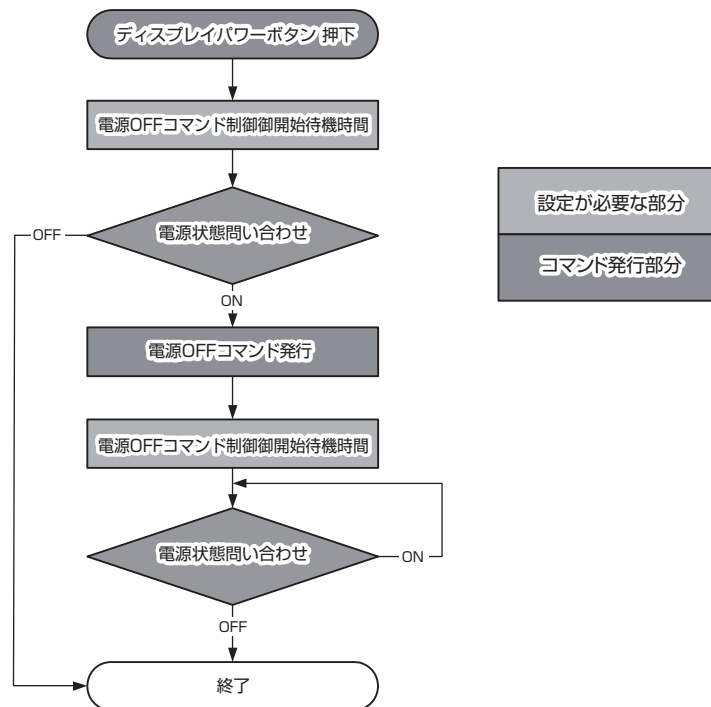 ディスプレイパワーボタン 押下
電源OFFコマンド制御御開始待機時間
電源状態問い合わせ
OFF
ON
電源OFFコマンド発行
電源OFFコマンド制御御開始待機時間
電源状態問い合わせ
ON
OFF
終了
設定が必要な部分
コマンド発行部分